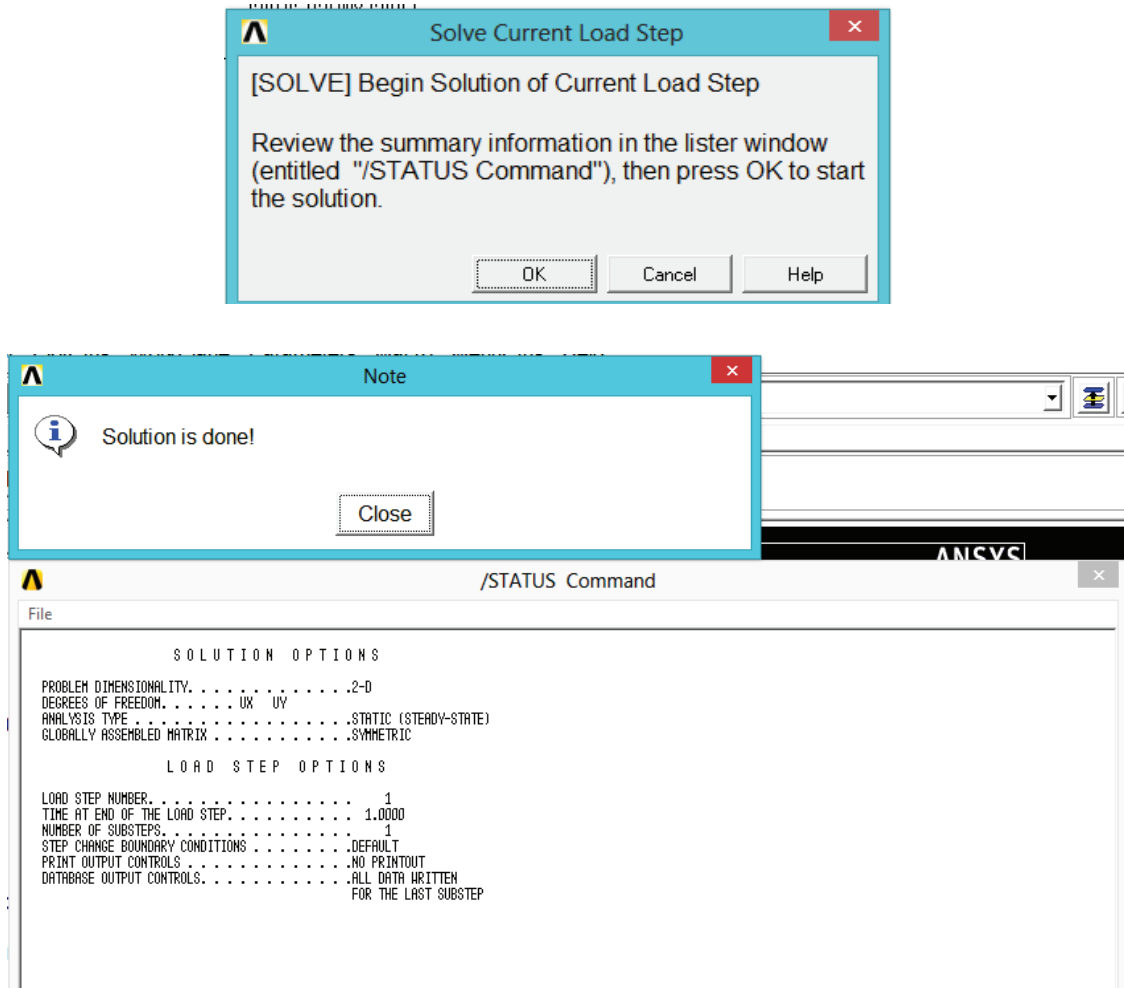 Solve Current Load Step
[SOLVE] Begin Solution of Current Load Step
Review the summary information in the lister window
(entitled "/STATUS Command"), then press OK to start
the solution.
OK Cancel Help
Note
Solution is done!
Close
ANSYS
/STATUS Command
File
SOLUTION OPTIONS
PROBLEM DIMENSIONALITY. . . . . . . . . . . . .2-D
DEGREES OF FREEDOM. . . . . . UX UY
ANALYSIS TYPE . . . . . . . . . . . . . . . . .STATIC (STEADY-STATE)
GLOBALLY ASSEMBLED MATRIX . . . . . . . . . . .SYMMETRIC
LOAD STEP OPTIONS
LOAD STEP NUMBER. . . . . . . . . . . . . . . . 1
TIME AT END OF THE LOAD STEP. . . . . . . . . . 1.0000
NUMBER OF SUBSTEPS. . . . . . . . . . . . . . . 1
STEP CHANGE BOUNDARY CONDITIONS . . . . . . . .DEFAULT
PRINT OUTPUT CONTROLS . . . . . . . . . . . . .NO PRINTOUT
DATABASE OUTPUT CONTROLS. . . . . . . . . . . .ALL DATA WRITTEN
FOR THE LAST SUBSTEP